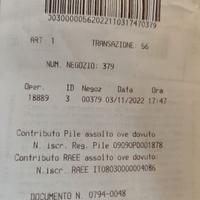 30300000562022110317470379
ART 1 TRANSAZIONE: 56
NUM. NEGOZIO: 379
Oper. ID Negoz Data Ora
18889 3 00379 03/11/2022 17:47
Contributo Pile assolto ove dovuto
N. iscr. Reg. Pile 09090P0001878
Contributo RAEE assolto ove dovuto:
N.iscr. RAEE IT08030000004086
DOCUMENTO N. 0794-0048